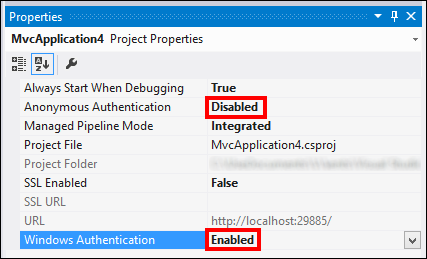 Properties
MvcApplication4 Project Properties
Always Start When Debugging True
Anonymous Authentication Disabled
Managed Pipeline Mode Integrated
Project File MvcApplication4.csproj
Project Folder
SSL Enabled False
SSL URL
URL http://localhost:29885/
Windows Authentication Enabled